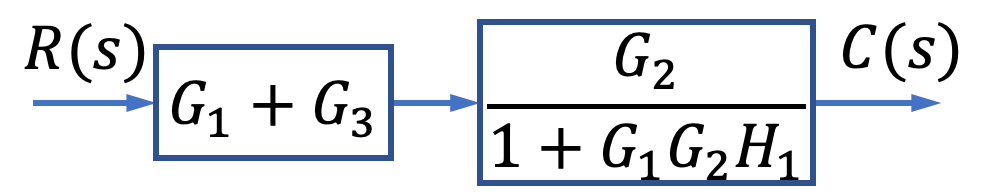 R(s)
G₁ + G₃
G₂
1 + G₁G₂H₁
C(s)